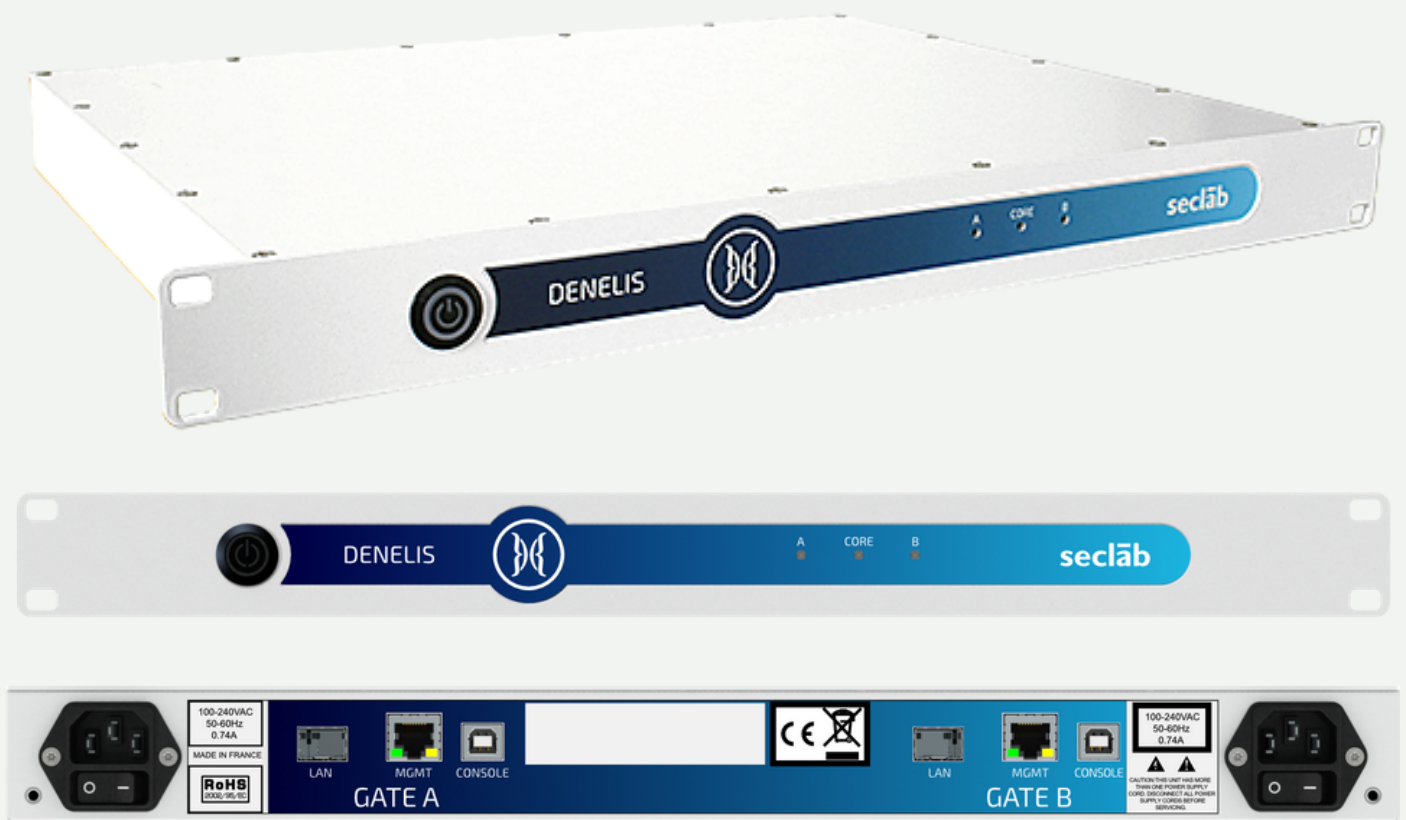 DENELIS
A CORE B
seclāb
DENELIS
A CORE B
seclāb
100-240VAC
50-60Hz
0.74A
MADE IN FRANCE
RoHS
2002/95/EC
LAN MGMT CONSOLE
GATE A
CE
LAN MGMT CONSOLE
GATE B
100-240VAC
50-60Hz
0.74A
CAUTION THIS UNIT HAS MORE
THAN ONE POWER SUPPLY
CORD. DISCONNECT ALL POWER
SUPPLY CORDS BEFORE
SERVICING.